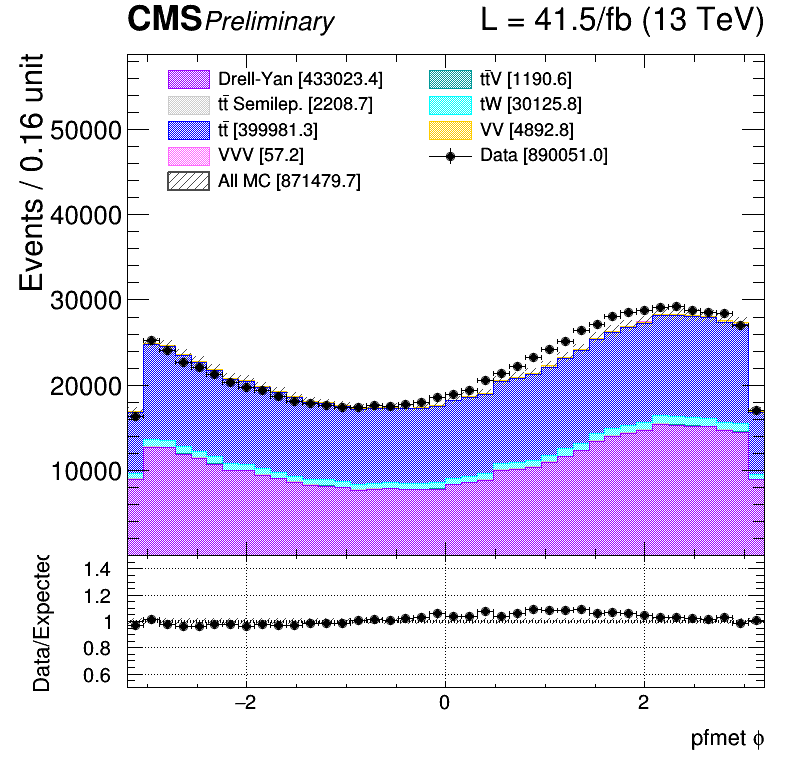 CMS Preliminary L = 41.5/fb (13 TeV)
Events / 0.16 unit
Drell-Yan [433023.4] tt̄V [1190.6]
tt̄ Semilep. [2208.7] tW [30125.8]
tt̄ [399981.3] VV [4892.8]
VVV [57.2] Data [890051.0]
All MC [871479.7]
50000
40000
30000
20000
10000
Data/Expected
1.4
1.2
1
0.8
0.6
−2 0 2
pfmet ϕ